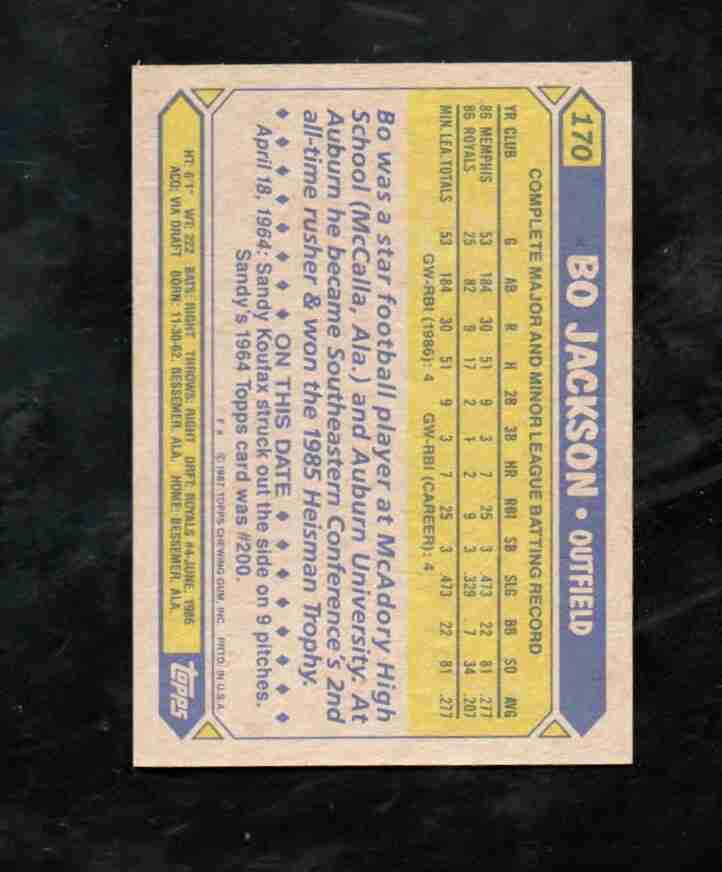 170
BO JACKSON • OUTFIELD
COMPLETE MAJOR AND MINOR LEAGUE BATTING RECORD
YR CLUB G AB R H 2B 3B HR RBI SB SLG BB SO AVG
86 MEMPHIS 53 184 30 51 9 3 7 25 3 .473 22 81 .277
86 ROYALS 25 82 9 17 2 1 2 9 3 .329 7 34 .207
MIN. LEA. TOTALS 53 184 30 51 9 3 7 25 3 .473 22 81 .277
GW-RBI (1986): 4 GW-RBI (CAREER): 4
Bo was a star football player at McAdory High
School (McCalla, Ala.) and Auburn University. At
Auburn he became Southeastern Conference's 2nd
all-time rusher & won the 1985 Heisman Trophy.
♦ ♦ ♦ ♦ ♦ ♦ ♦ ♦ ON THIS DATE ♦ ♦ ♦ ♦ ♦ ♦ ♦ ♦
April 18, 1964: Sandy Koufax struck out the side on 9 pitches.
Sandy's 1964 Topps card was #200.
F * © 1987 TOPPS CHEWING GUM, INC. PRTD. IN U.S.A.
HT: 6'1" WT: 222 BATS: RIGHT THROWS: RIGHT DRFT: ROYALS #4-JUNE, 1986
ACQ: VIA DRAFT BORN: 11-30-62, BESSEMER, ALA. HOME: BESSEMER, ALA.
topps